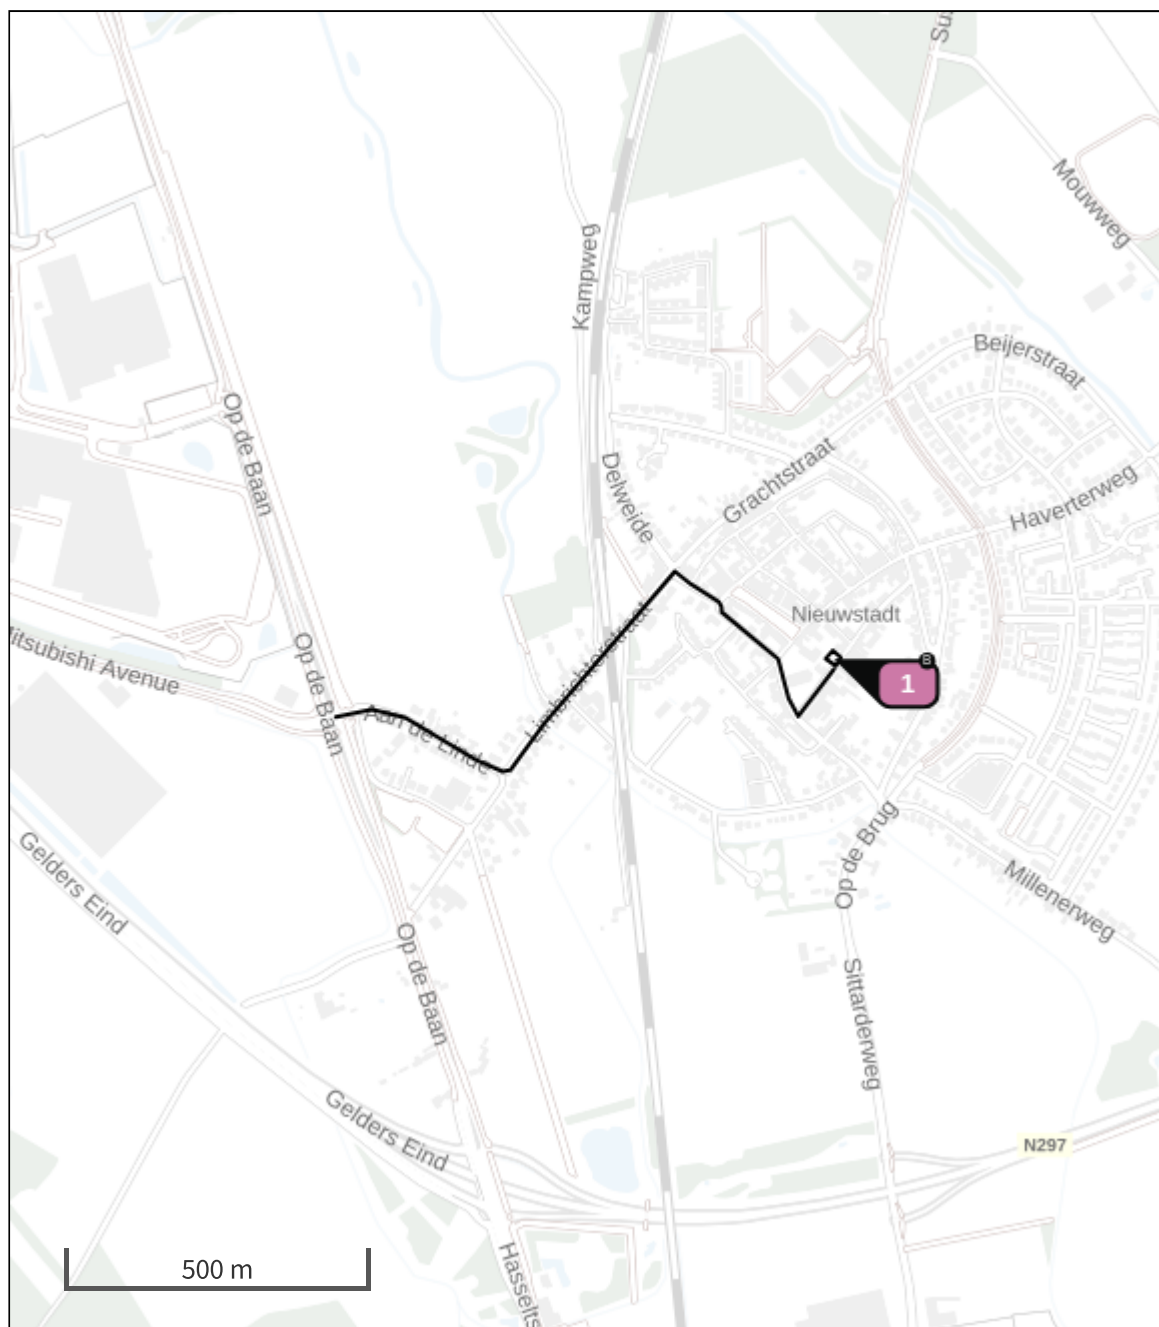 Mouwweg
Kampweg
Beijerstraat
Op de Baan
Delweide
Grachtstraat
Haverterweg
Nieuwstadt
Limbrichterstraat
Op de Baan
Mitsubishi Avenue
Aan de Linde
B
1
Op de Brug
Gelders Eind
Millenerweg
Op de Baan
Sittarderweg
Gelders Eind
N297
500 m
Hasselts